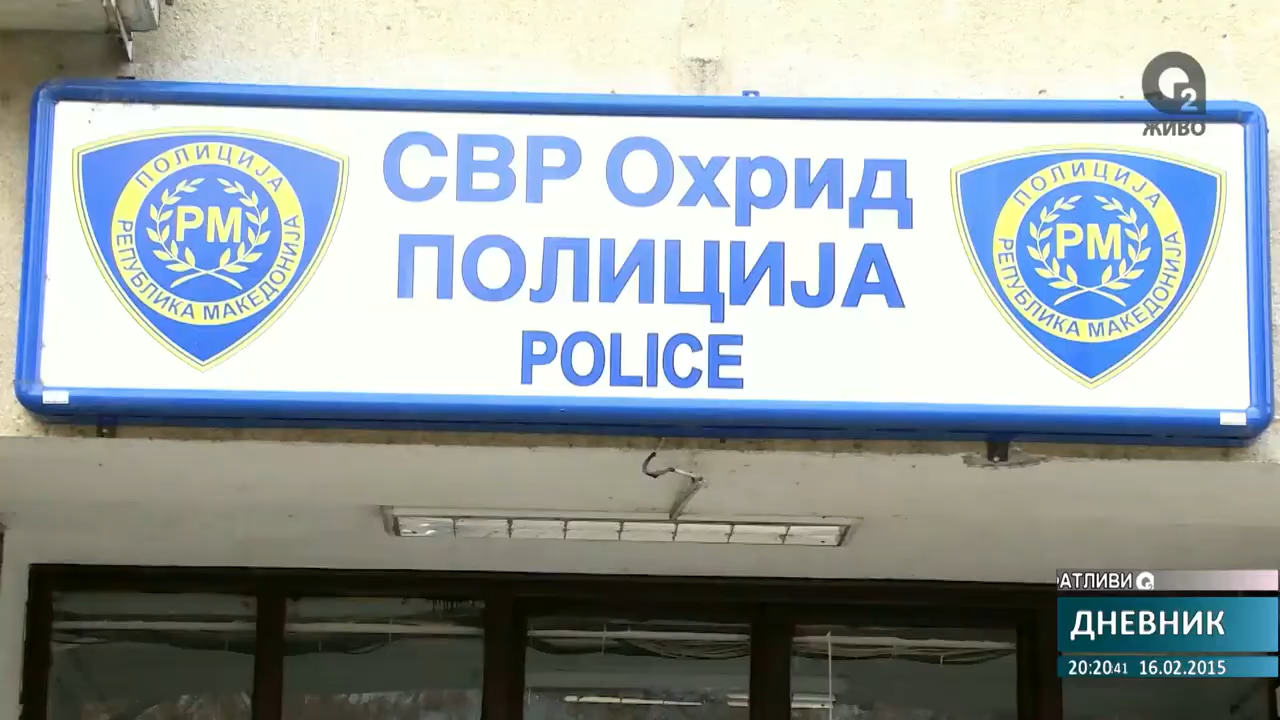 2
ЖИВО
СВР Охрид
ПОЛИЦИЈА
POLICE
ПОЛИЦИЈА
РМ
РЕПУБЛИКА МАКЕДОНИЈА
ПОЛИЦИЈА
РМ
РЕПУБЛИКА МАКЕДОНИЈА
АТЛИВИ
ДНЕВНИК
20:20:41 16.02.2015